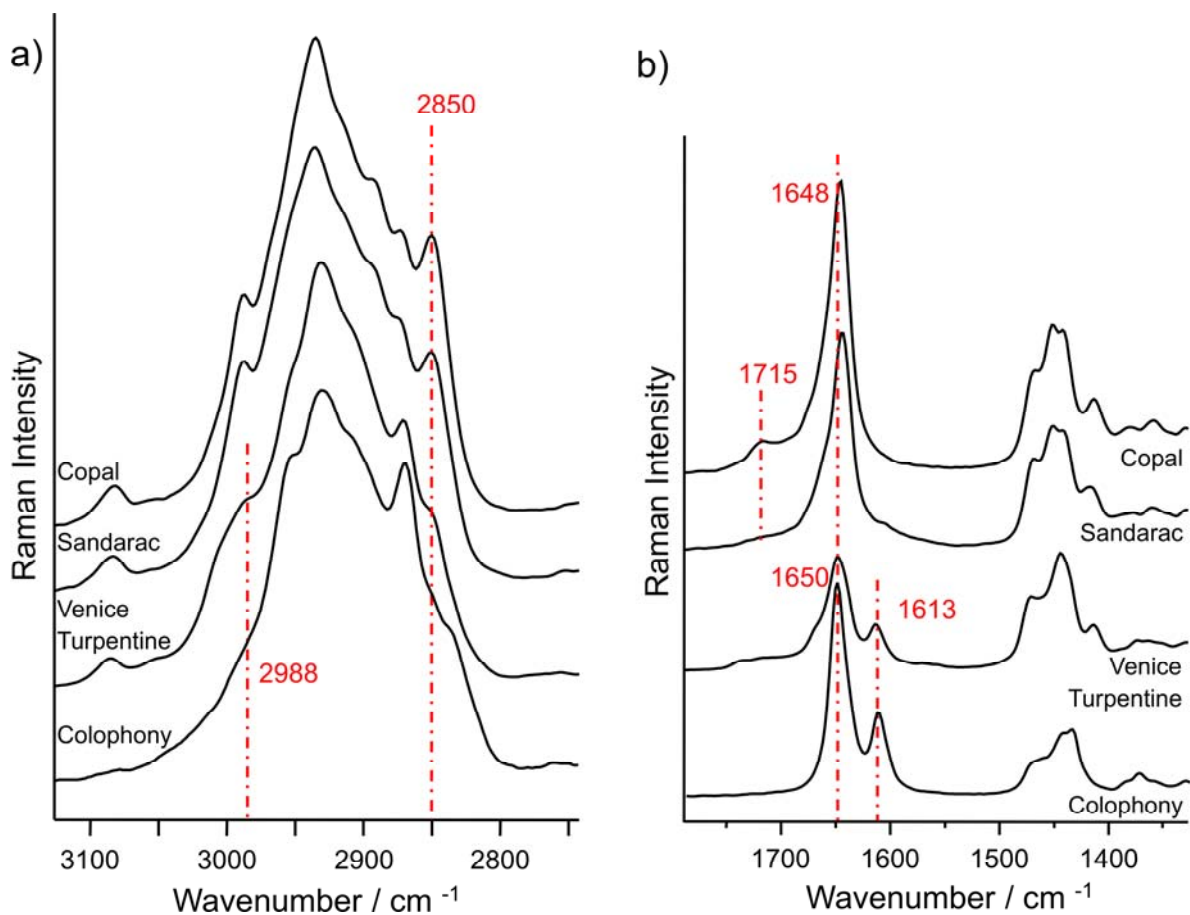 a)
2850
Copal
Sandarac
Venice
Turpentine
Colophony
2988
Raman Intensity
3100
3000
2900
2800
Wavenumber / cm -1
b)
1648
1715
Copal
Sandarac
1650
1613
Venice
Turpentine
Colophony
Raman Intensity
1700
1600
1500
1400
Wavenumber / cm -1